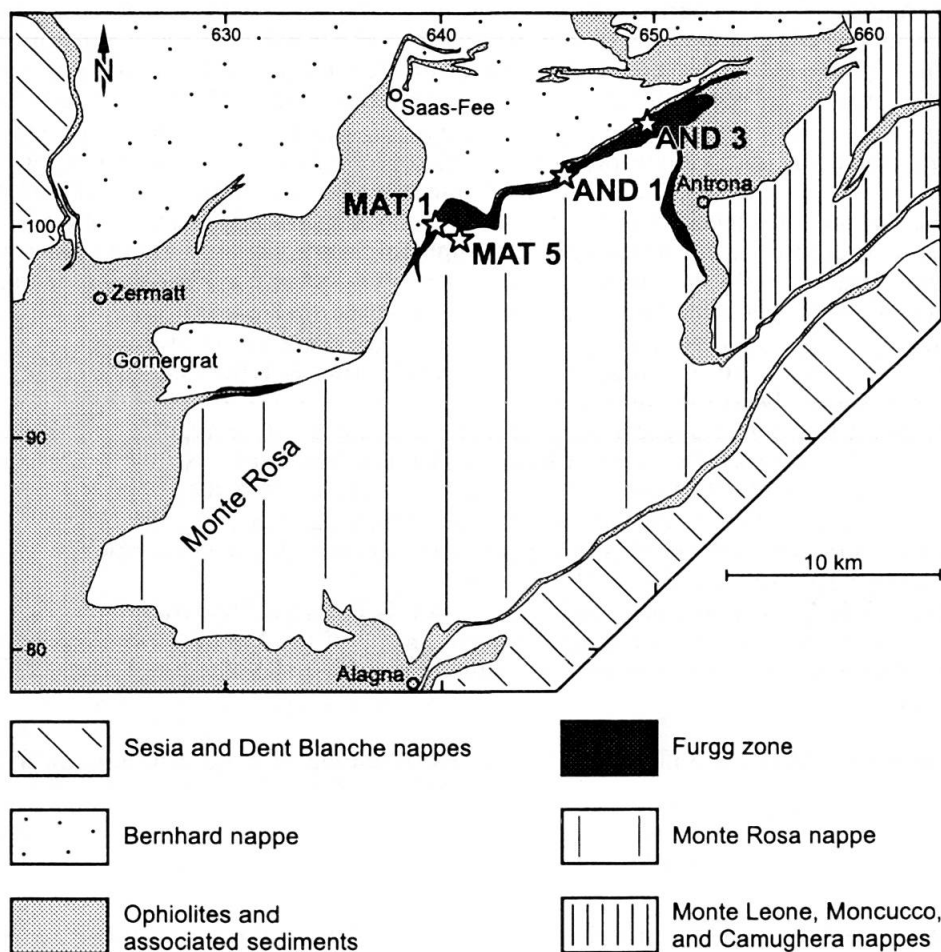 630
640
650
660
N
Saas-Fee
AND 3
AND 1
Antrona
MAT 1
MAT 5
100
Zermatt
Gornergrat
90
Monte Rosa
10 km
80
Alagna
Sesia and Dent Blanche nappes
Furgg zone
Bernhard nappe
Monte Rosa nappe
Ophiolites and
associated sediments
Monte Leone, Moncucco,
and Camughera nappes